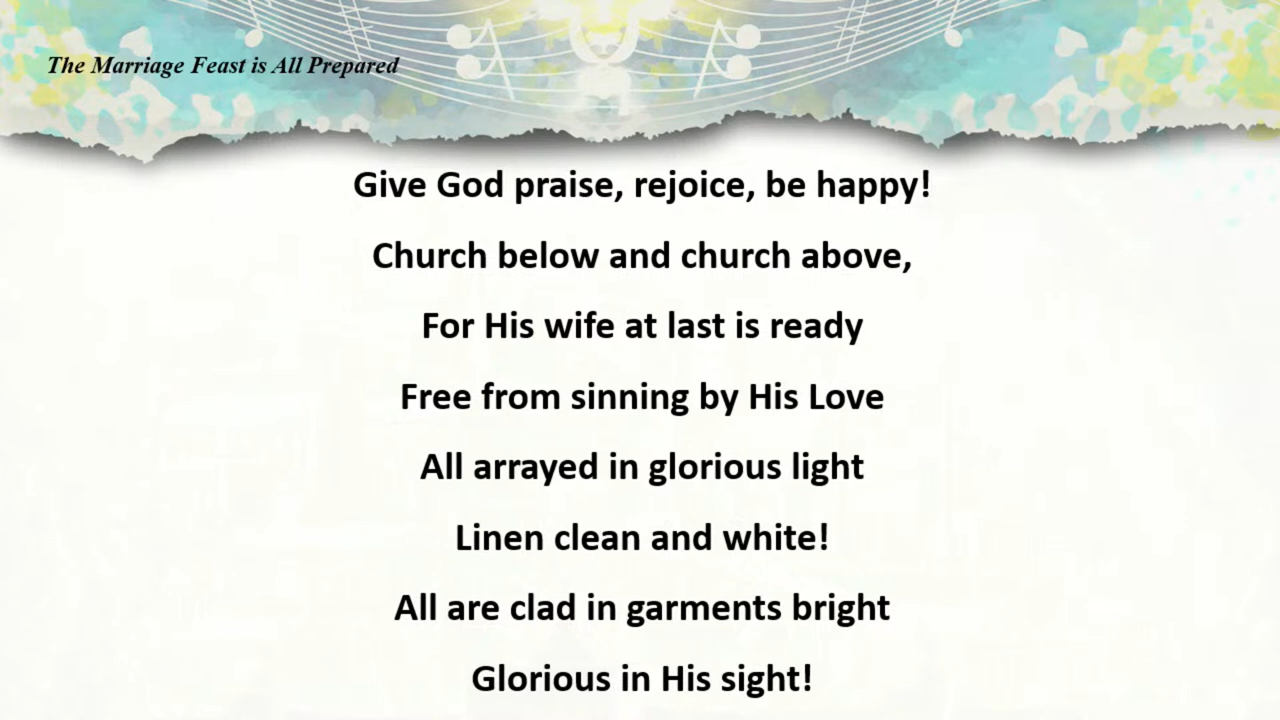 The Marriage Feast is All Prepared
Give God praise, rejoice, be happy!
Church below and church above,
For His wife at last is ready
Free from sinning by His Love
All arrayed in glorious light
Linen clean and white!
All are clad in garments bright
Glorious in His sight!